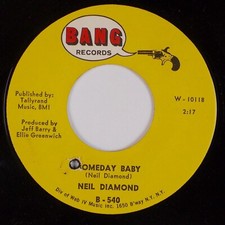 BANG
RECORDS
Published by:
Tallyrand
Music, BMI
W-10118
2:17
Produced by
Jeff Barry &
Ellie Greenwich
OMEDAY BABY
(Neil Diamond)
NEIL DIAMOND
B-540
Div of Web IV Music Inc. 1650 B'way N.Y. N.Y.